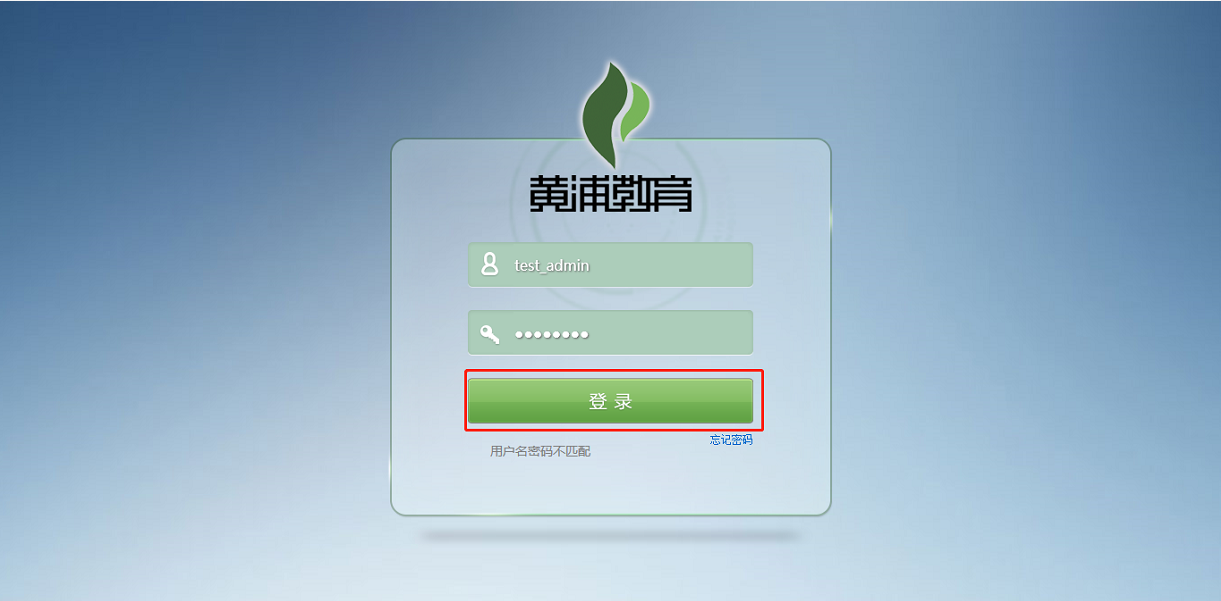 黄浦教育
test_admin
登 录
忘记密码
用户名密码不匹配